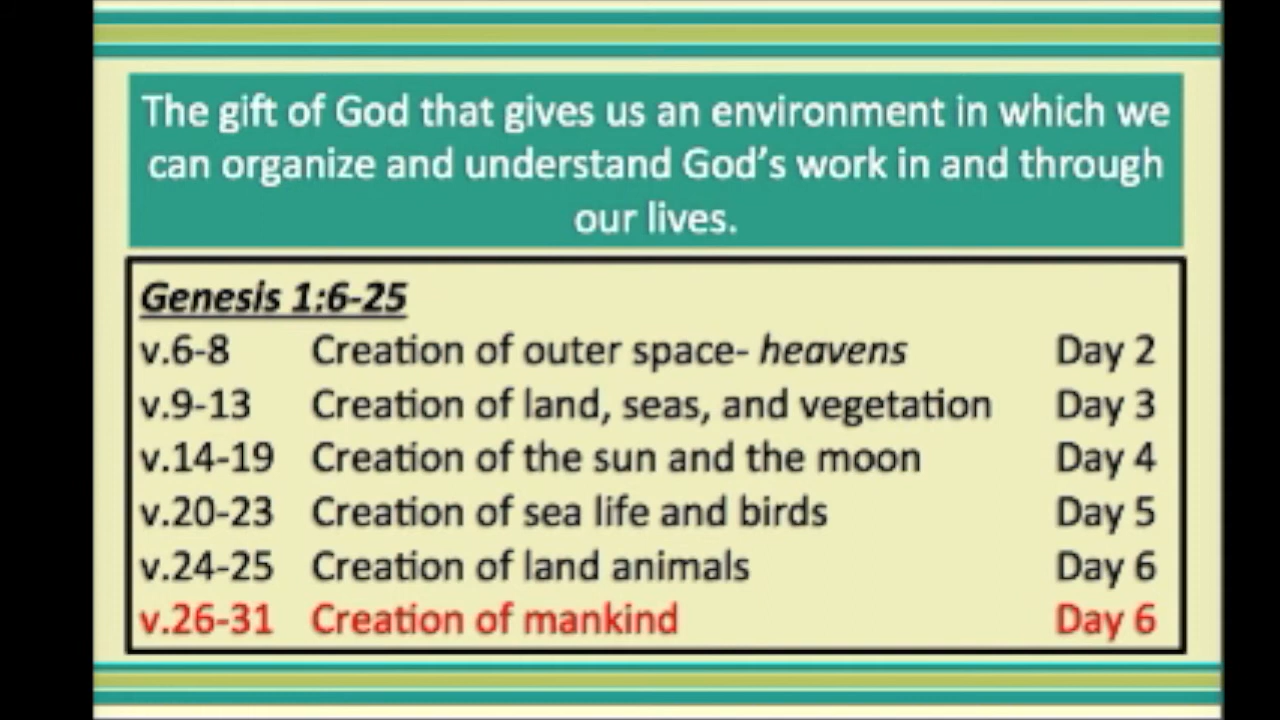 The gift of God that gives us an environment in which we
can organize and understand God's work in and through
our lives.
Genesis 1:6-25
v.6-8 Creation of outer space- heavens Day 2
v.9-13 Creation of land, seas, and vegetation Day 3
v.14-19 Creation of the sun and the moon Day 4
v.20-23 Creation of sea life and birds Day 5
v.24-25 Creation of land animals Day 6
v.26-31 Creation of mankind Day 6